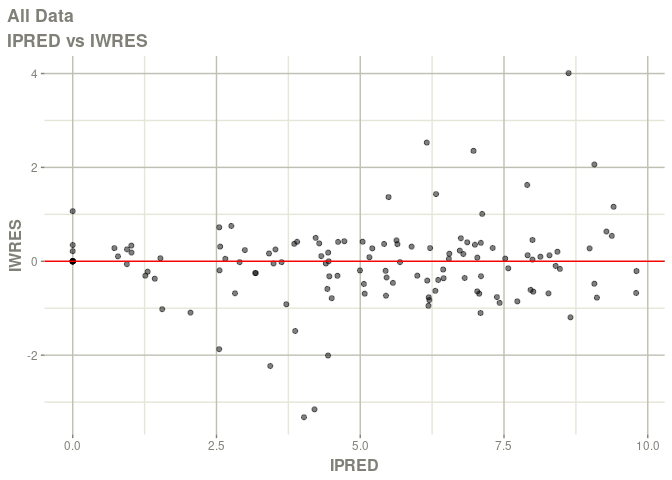 All Data
IPRED vs IWRES
4
2
0
-2
IWRES
0.0 2.5 5.0 7.5 10.0
IPRED